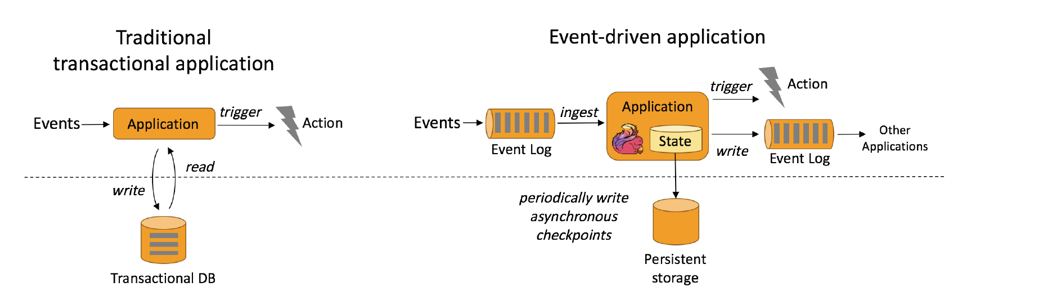 Traditional
transactional application
Events
Application
trigger
Action
write
read
Transactional DB
Event-driven application
Events
Event Log
ingest
Application
State
trigger
Action
write
Event Log
Other
Applications
periodically write
asynchronous
checkpoints
Persistent
storage